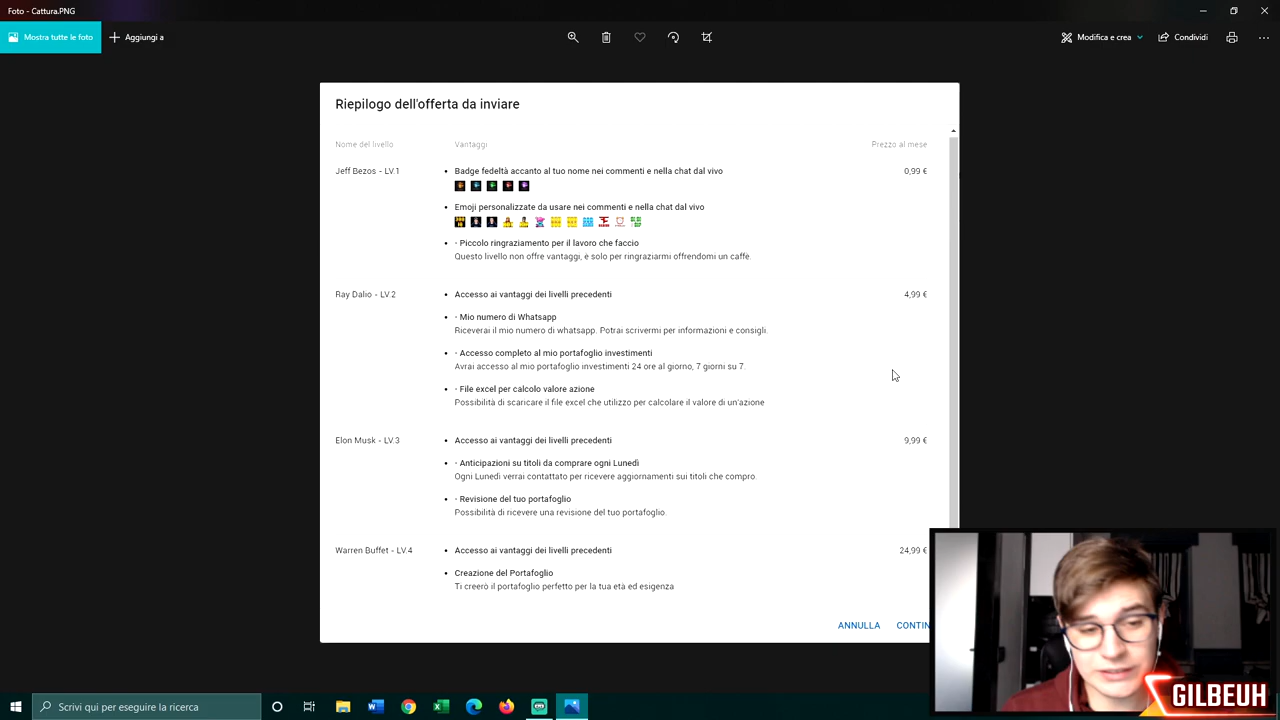 Foto - Cattura.PNG
Mostra tutte le foto
Aggiungi a
Modifica e crea
Condividi
Riepilogo dell'offerta da inviare
Nome del livello
Vantaggi
Prezzo al mese
Jeff Bezos - LV.1
Badge fedeltà accanto al tuo nome nei commenti e nella chat dal vivo
0,99 €
Emoji personalizzate da usare nei commenti e nella chat dal vivo
- Piccolo ringraziamento per il lavoro che faccio
Questo livello non offre vantaggi, è solo per ringraziarmi offrendomi un caffè.
Ray Dalio - LV.2
Accesso ai vantaggi dei livelli precedenti
4,99 €
- Mio numero di Whatsapp
Riceverai il mio numero di whatsapp. Potrai scrivermi per informazioni e consigli.
- Accesso completo al mio portafoglio investimenti
Avrai accesso al mio portafoglio investimenti 24 ore al giorno, 7 giorni su 7.
- File excel per calcolo valore azione
Possibilità di scaricare il file excel che utilizzo per calcolare il valore di un'azione
Elon Musk - LV.3
Accesso ai vantaggi dei livelli precedenti
9,99 €
- Anticipazioni su titoli da comprare ogni Lunedì
Ogni Lunedì verrai contattato per ricevere aggiornamenti sui titoli che compro.
- Revisione del tuo portafoglio
Possibilità di ricevere una revisione del tuo portafoglio.
Warren Buffet - LV.4
Accesso ai vantaggi dei livelli precedenti
24,99 €
Creazione del Portafoglio
Ti creerò il portafoglio perfetto per la tua età ed esigenza
ANNULLA
CONTIN
GILBEUH
Scrivi qui per eseguire la ricerca